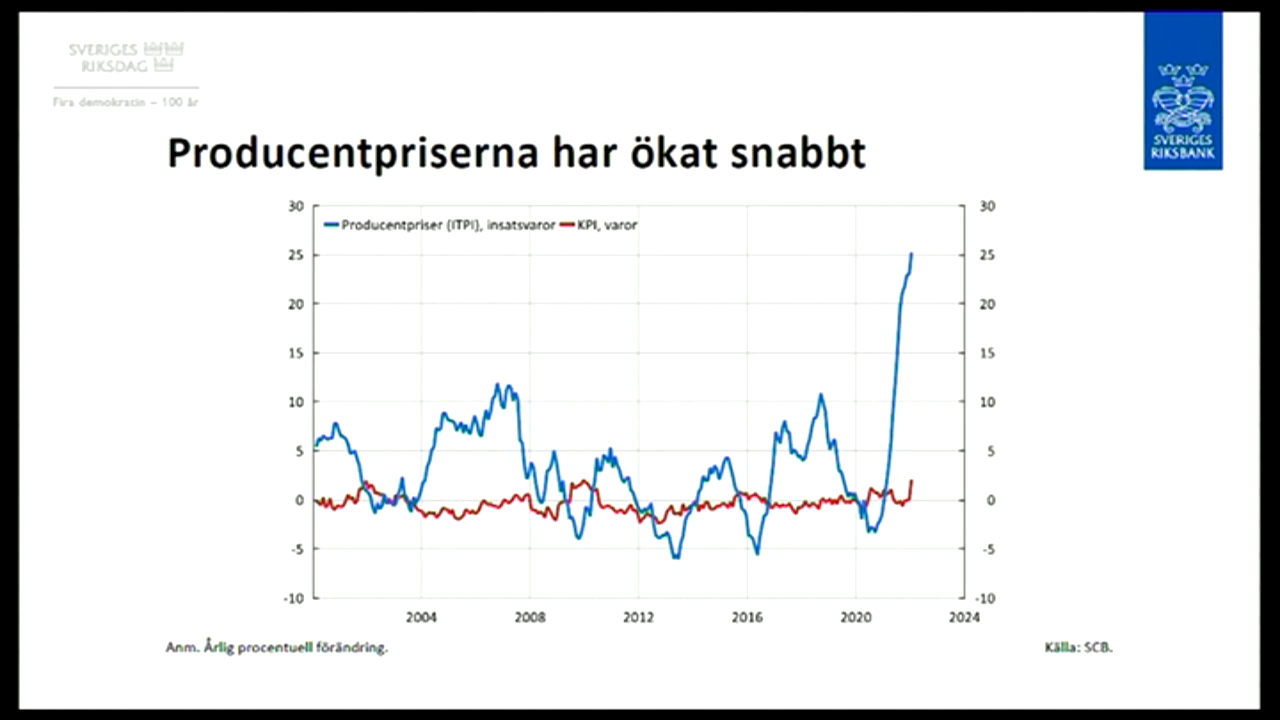 SVERIGES
RIKSDAG
Fira demokratin – 100 år
SVERIGES
RIKSBANK
Producentpriserna har ökat snabbt
Producentpriser (ITPI), insatsvaror KPI, varor
30 30
25 25
20 20
15 15
10 10
5 5
0 0
-5 -5
-10 -10
2004 2008 2012 2016 2020 2024
Anm. Årlig procentuell förändring. Källa: SCB.